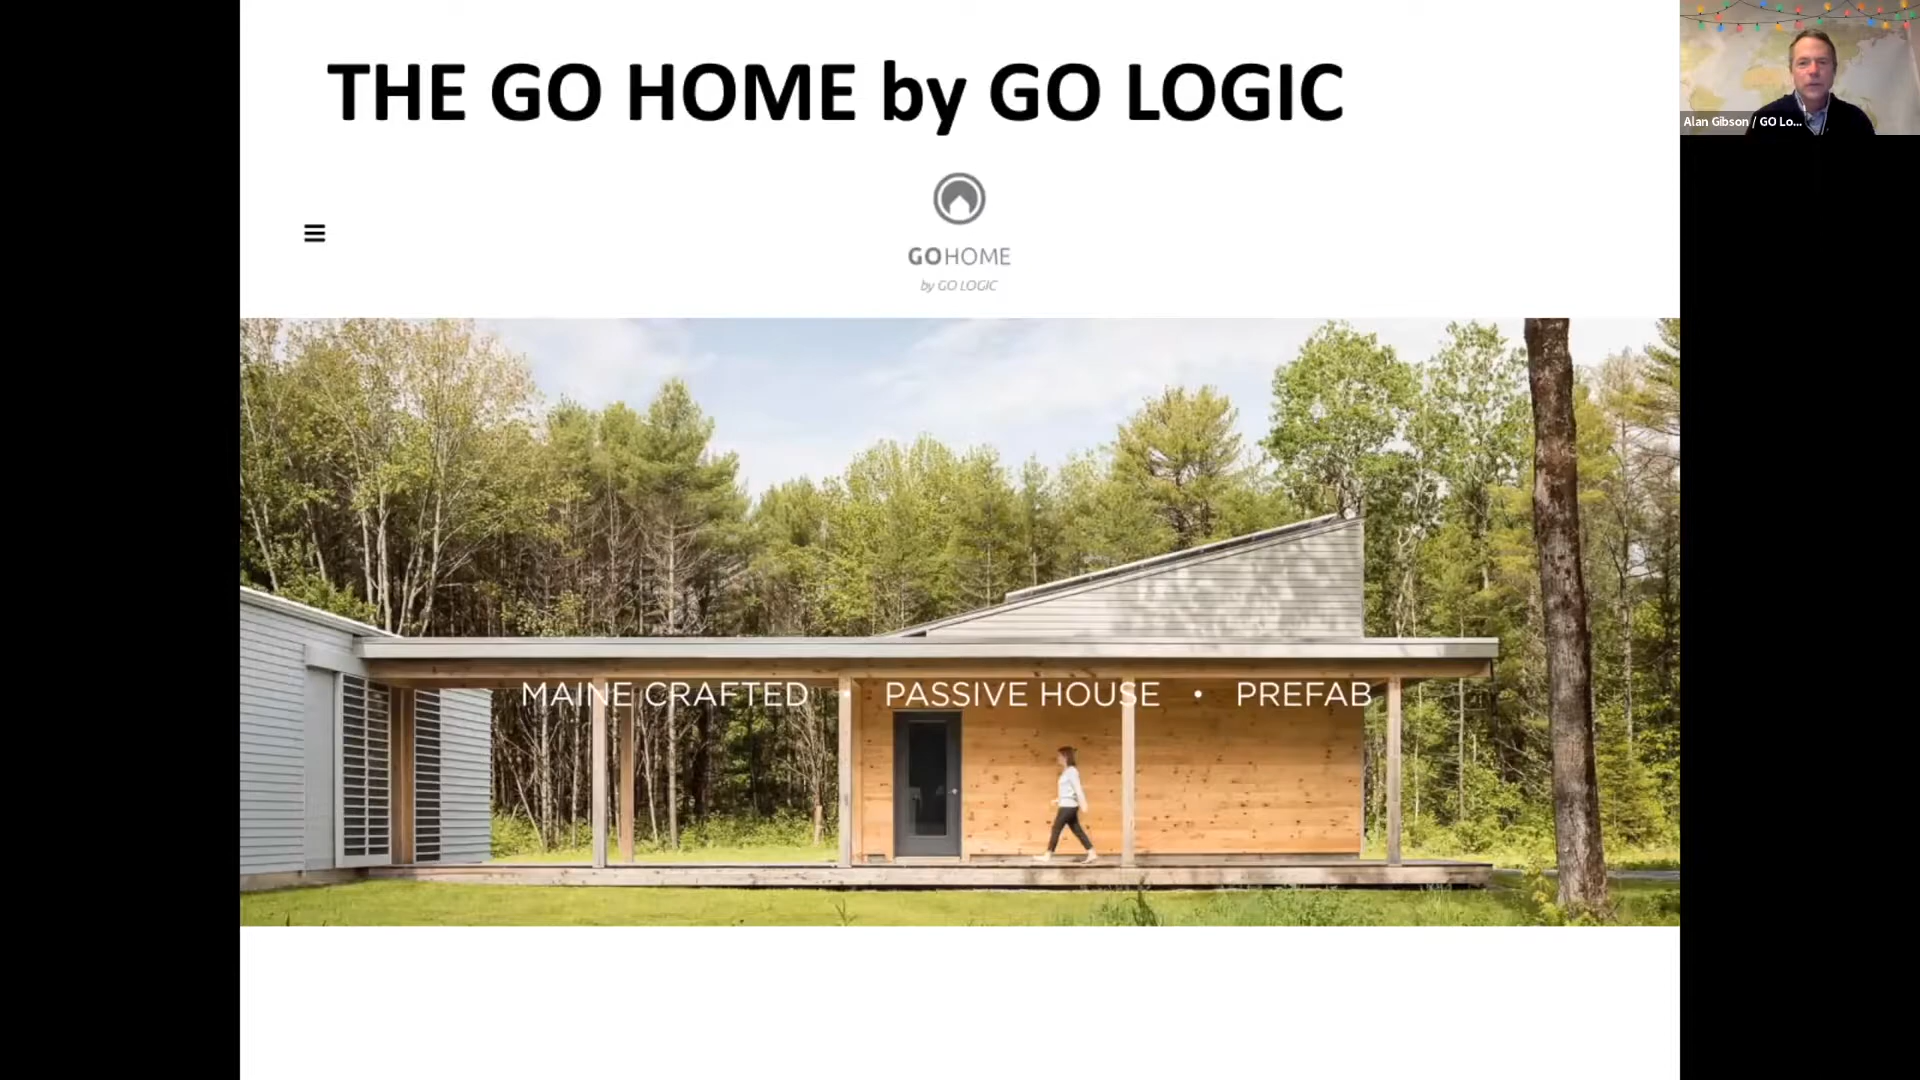 THE GO HOME by GO LOGIC
Alan Gibson / GO Lo...
GOHOME
by GO LOGIC
MAINE CRAFTED • PASSIVE HOUSE • PREFAB